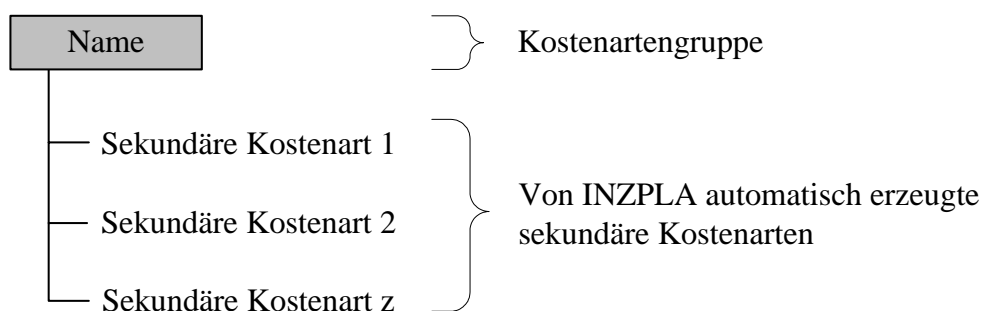 Name
Kostenartengruppe
Sekundäre Kostenart 1
Sekundäre Kostenart 2
Sekundäre Kostenart z
Von INZPLA automatisch erzeugte
sekundäre Kostenarten